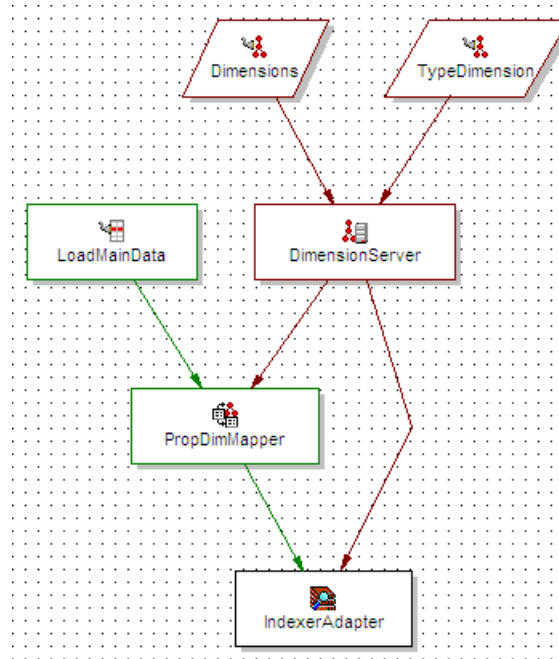 Dimensions
TypeDimension
LoadMainData
DimensionServer
PropDimMapper
IndexerAdapter